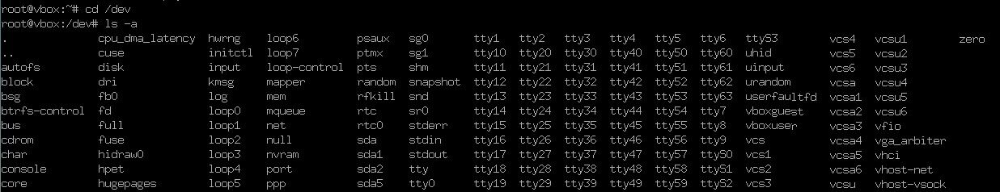 root@vbox:~# cd /dev
root@vbox:/dev# ls -a
. cpu_dma_latency hwrng loop6 psaux sg0 tty1 tty2 tty3 tty4 tty5 tty6 ttyS3 vcs4 vcsu1 zero
.. cuse initctl loop7 ptmx sg1 tty10 tty20 tty30 tty40 tty50 tty60 uhid vcs5 vcsu2
autofs disk input loop-control pts shm tty11 tty21 tty31 tty41 tty51 tty61 uinput vcs6 vcsu3
block dri kmsg mapper random snapshot tty12 tty22 tty32 tty42 tty52 tty62 urandom vcsa vcsu4
bsg fb0 log mem rfkill snd tty13 tty23 tty33 tty43 tty53 tty63 userfaultfd vcsa1 vcsu5
btrfs-control fd loop0 mqueue rtc sr0 tty14 tty24 tty34 tty44 tty54 tty7 vboxguest vcsa2 vcsu6
bus full loop1 net rtc0 stderr tty15 tty25 tty35 tty45 tty55 tty8 vboxuser vcsa3 vfio
cdrom fuse loop2 null sda stdin tty16 tty26 tty36 tty46 tty56 tty9 vcs vcsa4 vga_arbiter
char hidraw0 loop3 nvram sda1 stdout tty17 tty27 tty37 tty47 tty57 ttyS0 vcs1 vcsa5 vhci
console hpet loop4 port sda2 tty tty18 tty28 tty38 tty48 tty58 ttyS1 vcs2 vcsa6 vhost-net
core hugepages loop5 ppp sda5 tty0 tty19 tty29 tty39 tty49 tty59 ttyS2 vcs3 vcsu vhost-vsock